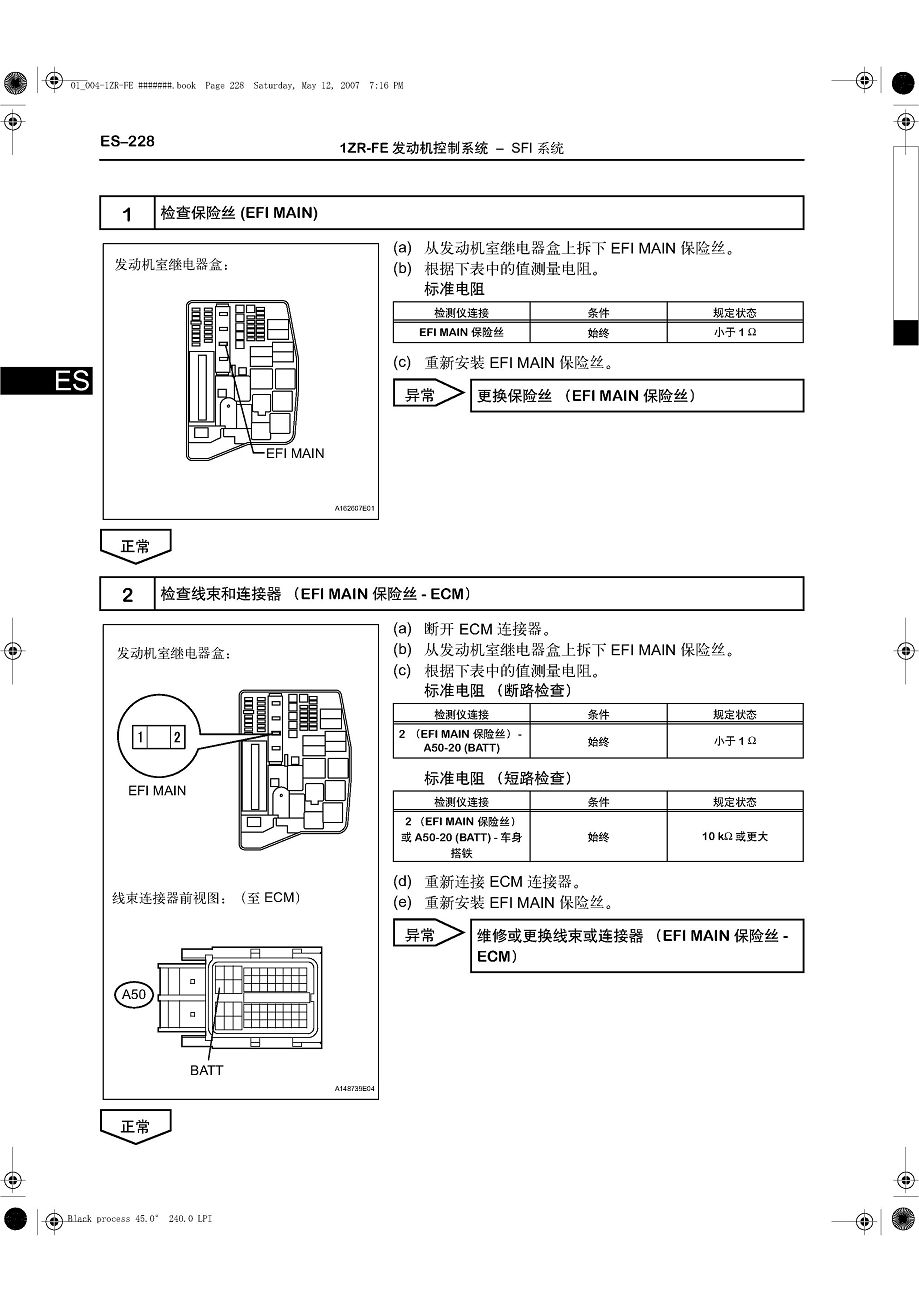 01_004-1ZR-FE #######.book Page 228 Saturday, May 12, 2007 7:16 PM
ES–228
1ZR-FE 发动机控制系统 – SFI 系统
1 检查保险丝 (EFI MAIN)
发动机室继电器盒:
EFI MAIN
A162607E01
(a) 从发动机室继电器盒上拆下 EFI MAIN 保险丝。
(b) 根据下表中的值测量电阻。
标准电阻
检测仪连接 条件 规定状态
EFI MAIN 保险丝 始终 小于 1 Ω
(c) 重新安装 EFI MAIN 保险丝。
异常 更换保险丝 (EFI MAIN 保险丝)
ES
正常
2 检查线束和连接器 (EFI MAIN 保险丝 - ECM)
发动机室继电器盒:
1 2
EFI MAIN
线束连接器前视图: (至 ECM)
A50
BATT
A148739E04
(a) 断开 ECM 连接器。
(b) 从发动机室继电器盒上拆下 EFI MAIN 保险丝。
(c) 根据下表中的值测量电阻。
标准电阻 (断路检查)
检测仪连接 条件 规定状态
2 (EFI MAIN 保险丝) -
A50-20 (BATT) 始终 小于 1 Ω
标准电阻 (短路检查)
检测仪连接 条件 规定状态
2 (EFI MAIN 保险丝)
或 A50-20 (BATT) - 车身
搭铁 始终 10 kΩ 或更大
(d) 重新连接 ECM 连接器。
(e) 重新安装 EFI MAIN 保险丝。
异常 维修或更换线束或连接器 (EFI MAIN 保险丝 -
ECM)
正常
Black process 45.0° 240.0 LPI